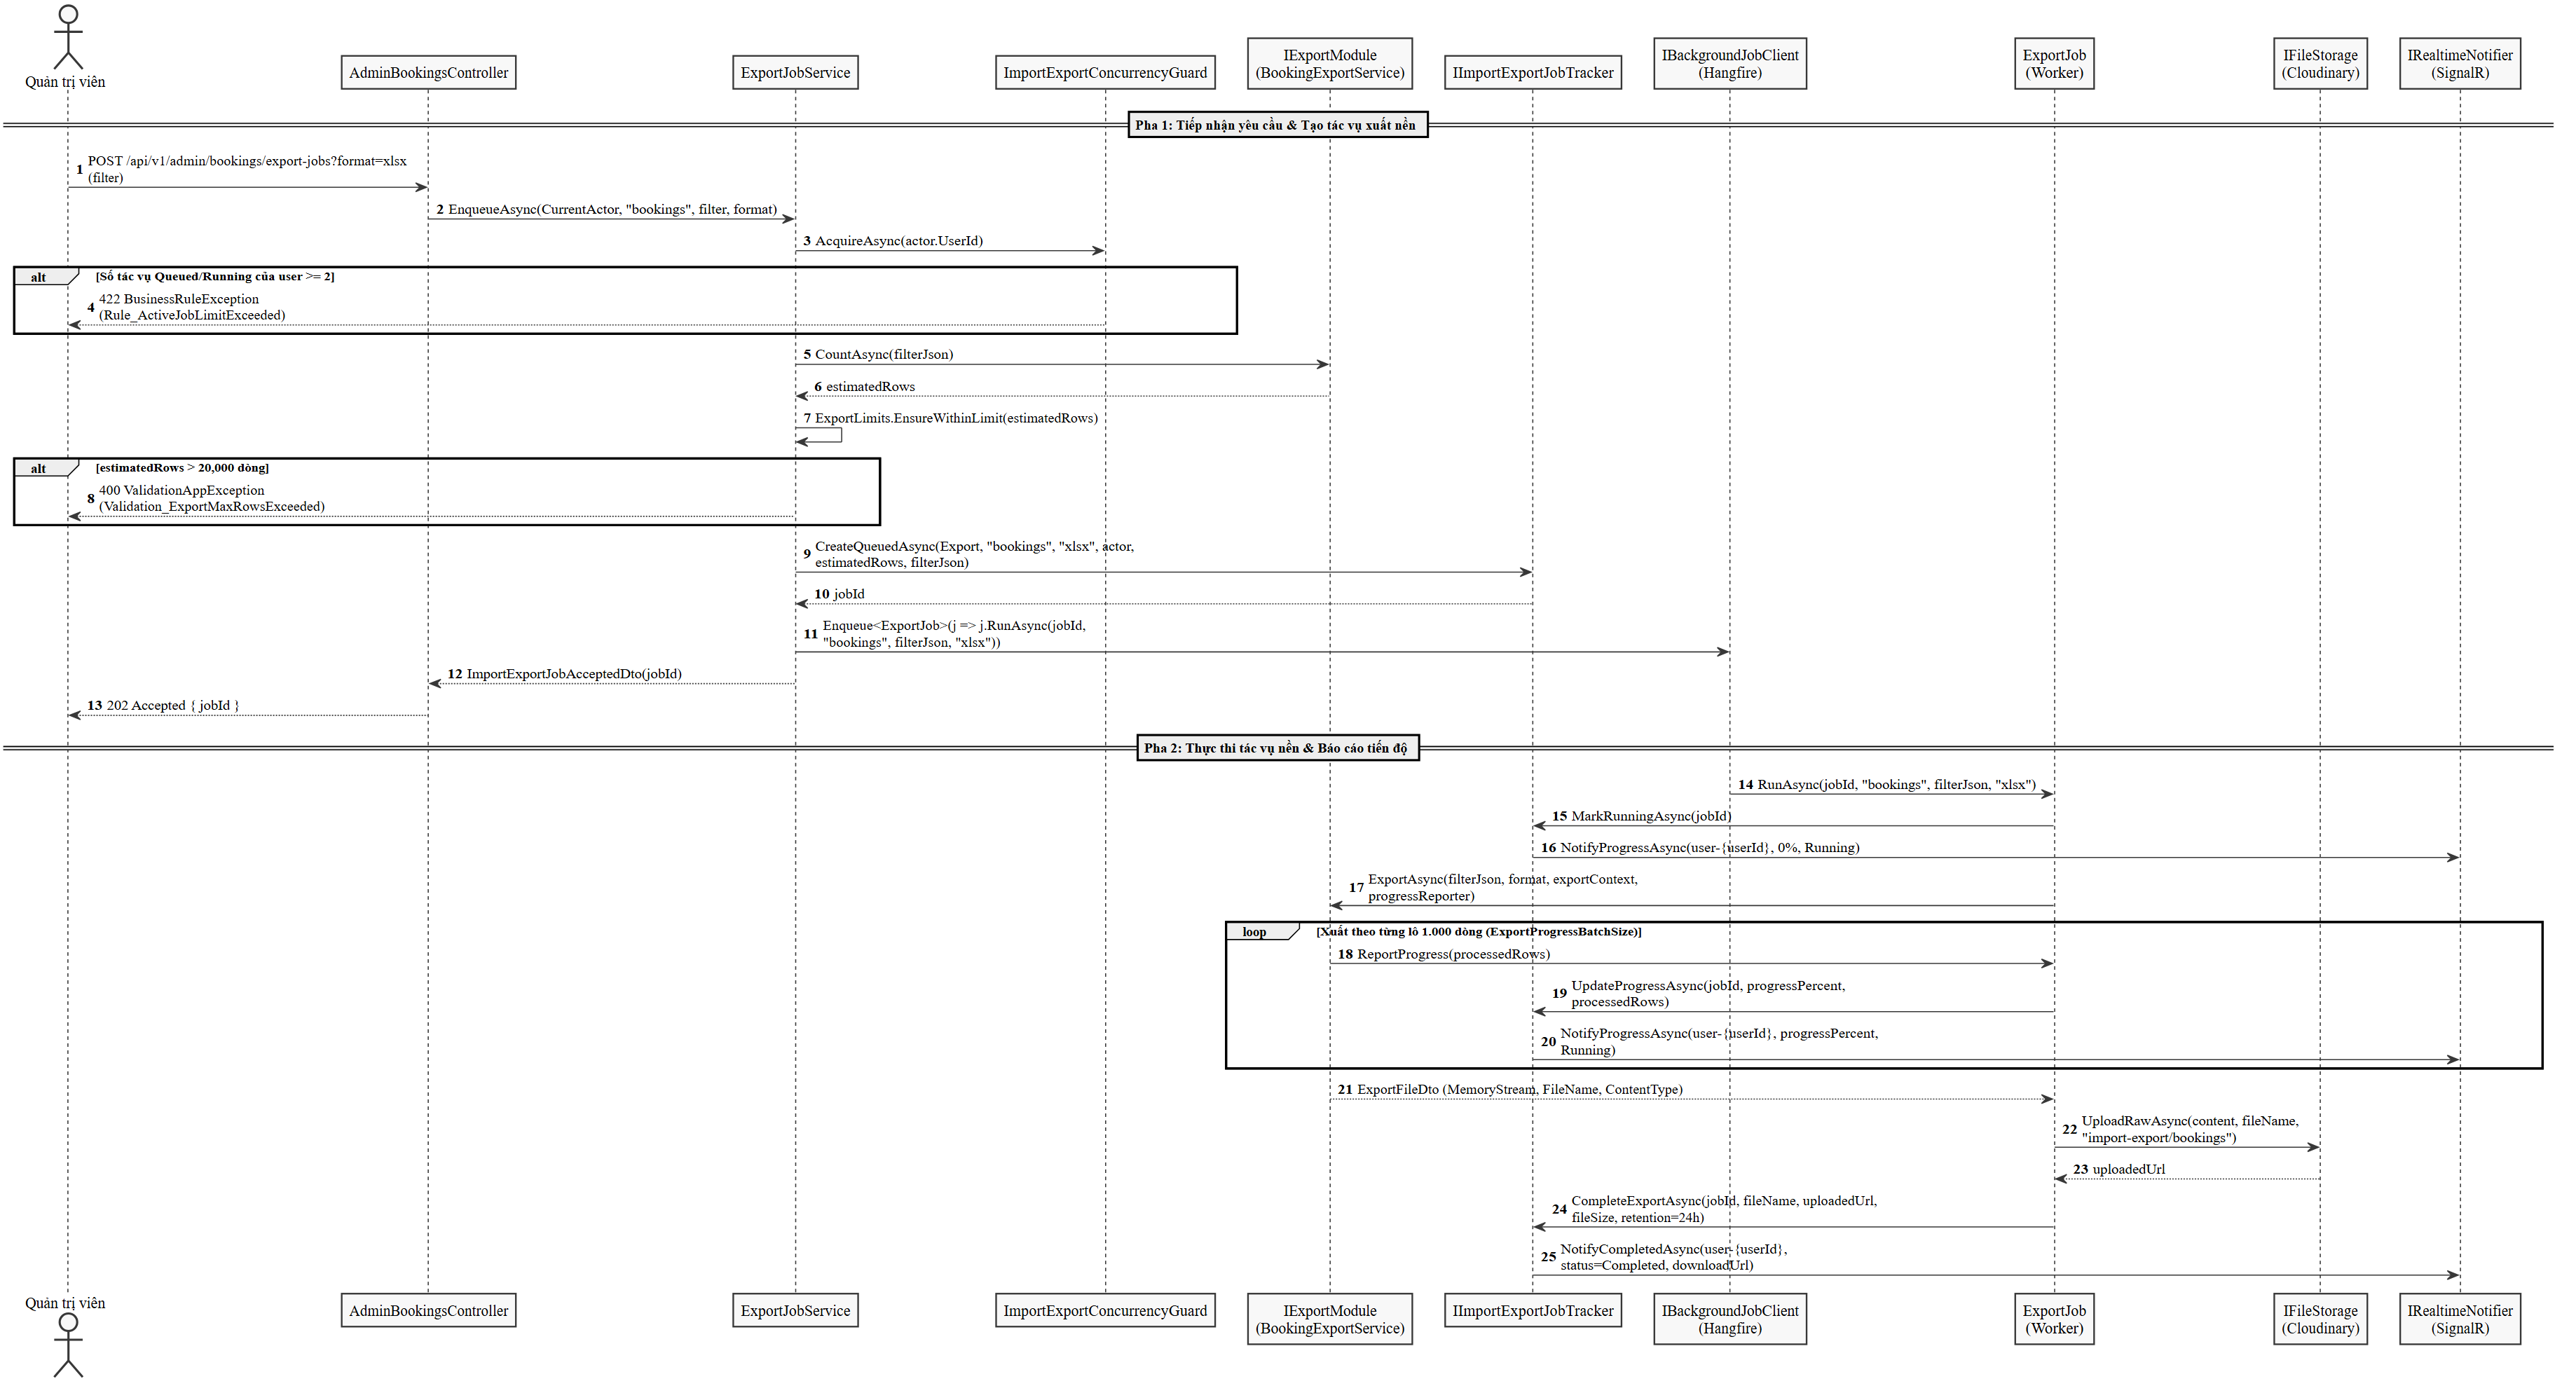 Quản trị viên
AdminBookingsController
ExportJobService
ImportExportConcurrencyGuard
IExportModule
(BookingExportService)
IImportExportJobTracker
IBackgroundJobClient
(Hangfire)
ExportJob
(Worker)
IFileStorage
(Cloudinary)
IRealtimeNotifier
(SignalR)
Pha 1: Tiếp nhận yêu cầu & Tạo tác vụ xuất nền
1 POST /api/v1/admin/bookings/export-jobs?format=xlsx
(filter)
2 EnqueueAsync(CurrentActor, "bookings", filter, format)
3 AcquireAsync(actor.UserId)
alt [Số tác vụ Queued/Running của user >= 2]
4 422 BusinessRuleException
(Rule_ActiveJobLimitExceeded)
5 CountAsync(filterJson)
6 estimatedRows
7 ExportLimits.EnsureWithinLimit(estimatedRows)
alt [estimatedRows > 20,000 dòng]
8 400 ValidationAppException
(Validation_ExportMaxRowsExceeded)
9 CreateQueuedAsync(Export, "bookings", "xlsx", actor,
estimatedRows, filterJson)
10 jobId
11 Enqueue<ExportJob>(j => j.RunAsync(jobId,
"bookings", filterJson, "xlsx"))
12 ImportExportJobAcceptedDto(jobId)
13 202 Accepted { jobId }
Pha 2: Thực thi tác vụ nền & Báo cáo tiến độ
14 RunAsync(jobId, "bookings", filterJson, "xlsx")
15 MarkRunningAsync(jobId)
16 NotifyProgressAsync(user-{userId}, 0%, Running)
17 ExportAsync(filterJson, format, exportContext,
progressReporter)
loop [Xuất theo từng lô 1.000 dòng (ExportProgressBatchSize)]
18 ReportProgress(processedRows)
19 UpdateProgressAsync(jobId, progressPercent,
processedRows)
20 NotifyProgressAsync(user-{userId}, progressPercent,
Running)
21 ExportFileDto (MemoryStream, FileName, ContentType)
22 UploadRawAsync(content, fileName,
"import-export/bookings")
23 uploadedUrl
24 CompleteExportAsync(jobId, fileName, uploadedUrl,
fileSize, retention=24h)
25 NotifyCompletedAsync(user-{userId},
status=Completed, downloadUrl)
Quản trị viên
AdminBookingsController
ExportJobService
ImportExportConcurrencyGuard
IExportModule
(BookingExportService)
IImportExportJobTracker
IBackgroundJobClient
(Hangfire)
ExportJob
(Worker)
IFileStorage
(Cloudinary)
IRealtimeNotifier
(SignalR)